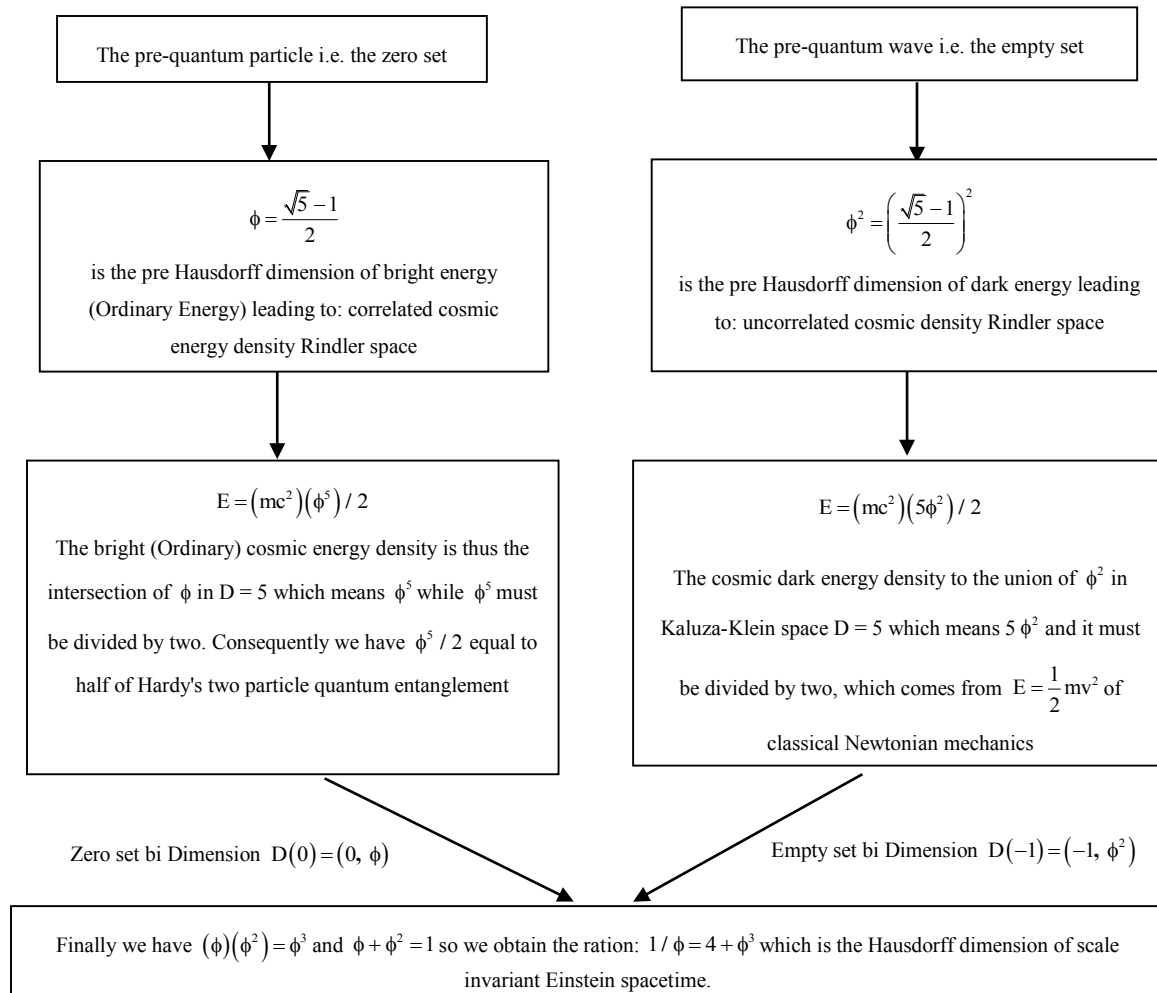 The pre-quantum particle i.e. the zero set
The pre-quantum wave i.e. the empty set
ϕ = (√5 − 1) / 2
is the pre Hausdorff dimension of bright energy
(Ordinary Energy) leading to: correlated cosmic
energy density Rindler space
ϕ² = ((√5 − 1) / 2)²
is the pre Hausdorff dimension of dark energy leading
to: uncorrelated cosmic density Rindler space
E = (mc²)(ϕ⁵) / 2
The bright (Ordinary) cosmic energy density is thus the
intersection of ϕ in D = 5 which means ϕ⁵ while ϕ⁵ must
be divided by two. Consequently we have ϕ⁵ / 2 equal to
half of Hardy's two particle quantum entanglement
E = (mc²)(5ϕ²) / 2
The cosmic dark energy density to the union of ϕ² in
Kaluza-Klein space D = 5 which means 5 ϕ² and it must
be divided by two, which comes from E = 1/2 mv² of
classical Newtonian mechanics
Zero set bi Dimension D(0) = (0, ϕ)
Empty set bi Dimension D(−1) = (−1, ϕ²)
Finally we have (ϕ)(ϕ²) = ϕ³ and ϕ + ϕ² = 1 so we obtain the ration: 1 / ϕ = 4 + ϕ³ which is the Hausdorff dimension of scale
invariant Einstein spacetime.